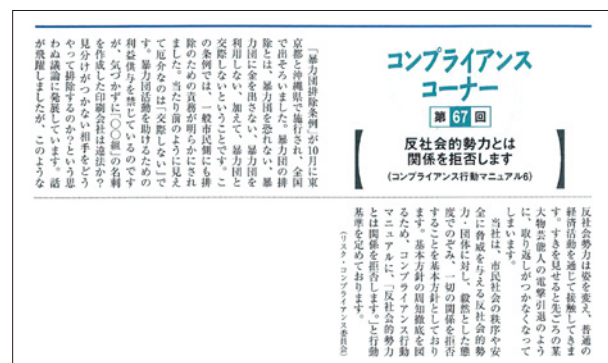 コンプライアンス
コーナー
第67回
反社会的勢力とは
関係を拒否します
(コンプライアンス行動マニュアル6)
「暴力団排除条例」が10月に東
京都と沖縄県で施行され、全国
で出そろいました。暴力団の排
除とは、暴力団を恐れない、暴
力団に金を出さない、暴力団を
利用しない、加えて、暴力団と
交際しないということです。こ
の条例では、一般市民側にも排
除のための責務が明らかにされ
ました。当たり前のように見え
て厄介なのは「交際しない」で
す。暴力団活動を助けるための
利益供与を禁じているのです
が、気づかずに「〇〇組」の名刺
を作成した印刷会社は違法か?
見分けがつかない相手をどう
やって排除するのか?という思
わぬ議論に発展しています。話
が飛躍しましたが、このような
反社会勢力は姿を変え、普通の
経済活動を通じて接触してきま
す。すきを見せると先ごろの某
大物芸能人の電撃引退のよう
に、取り返しがつかなくなって
しまいます。
当社は、市民社会の秩序や安
全に脅威を与える反社会的勢
力・団体に対し、毅然とした態
度でのぞみ、一切の関係を拒否
することを基本方針としており
ます。基本方針の周知徹底を図
るため、コンプライアンス行動
マニュアルに、「反社会的勢力
とは関係を拒否します。」と行動
基準を定めております。
(リスク・コンプライアンス委員会)